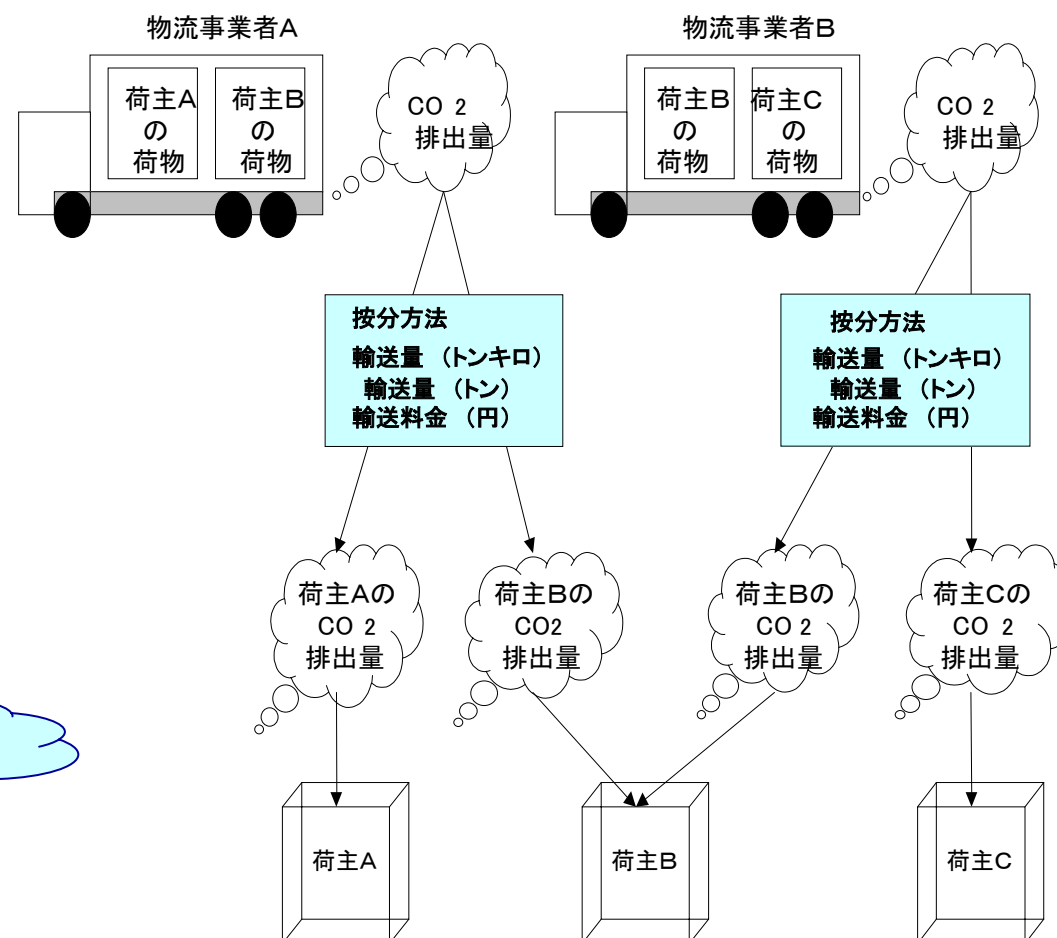 物流事業者A
物流事業者B
荷主A
の
荷物
荷主B
の
荷物
CO 2
排出量
荷主B
の
荷物
荷主C
の
荷物
CO 2
排出量
按分方法
輸送量 (トンキロ)
輸送量 (トン)
輸送料金 (円)
按分方法
輸送量 (トンキロ)
輸送量 (トン)
輸送料金 (円)
荷主Aの
CO 2
排出量
荷主Bの
CO2
排出量
荷主Bの
CO 2
排出量
荷主Cの
CO 2
排出量
荷主A
荷主B
荷主C